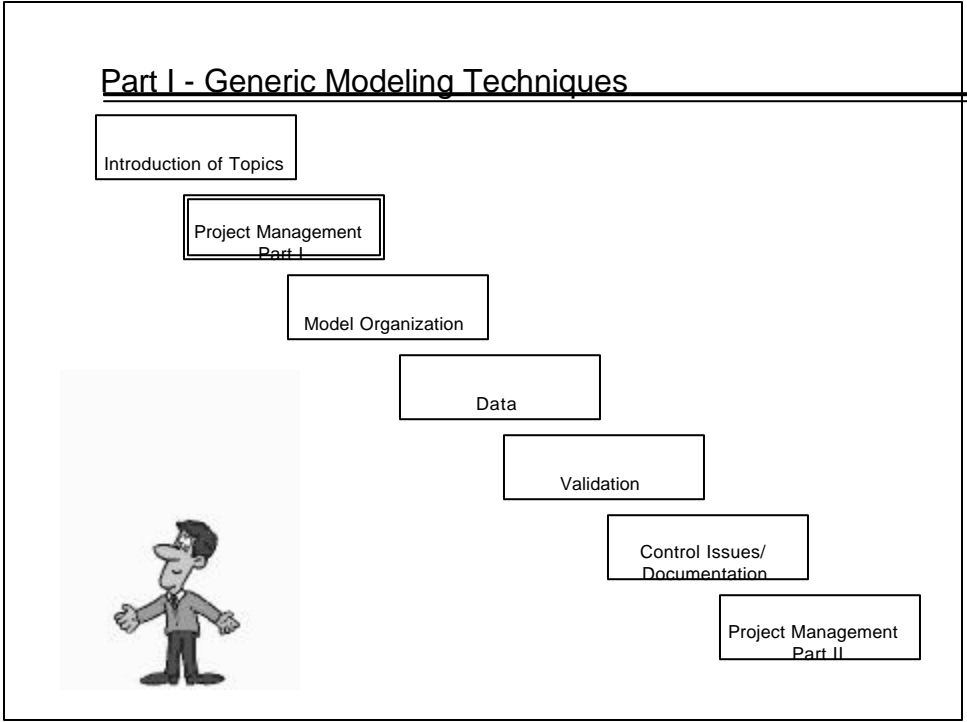 Part I - Generic Modeling Techniques
Introduction of Topics
Project Management
Part I
Model Organization
Data
Validation
Control Issues/
Documentation
Project Management
Part II